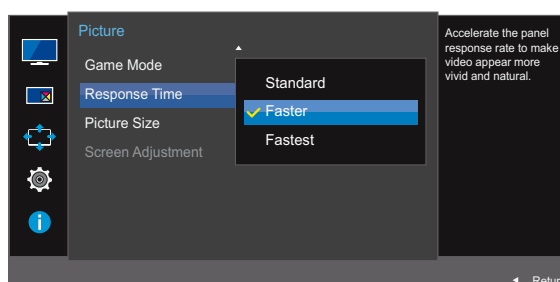 Picture
Game Mode
Response Time
Picture Size
Screen Adjustment
Standard
Faster
Fastest
Accelerate the panel
response rate to make
video appear more
vivid and natural.